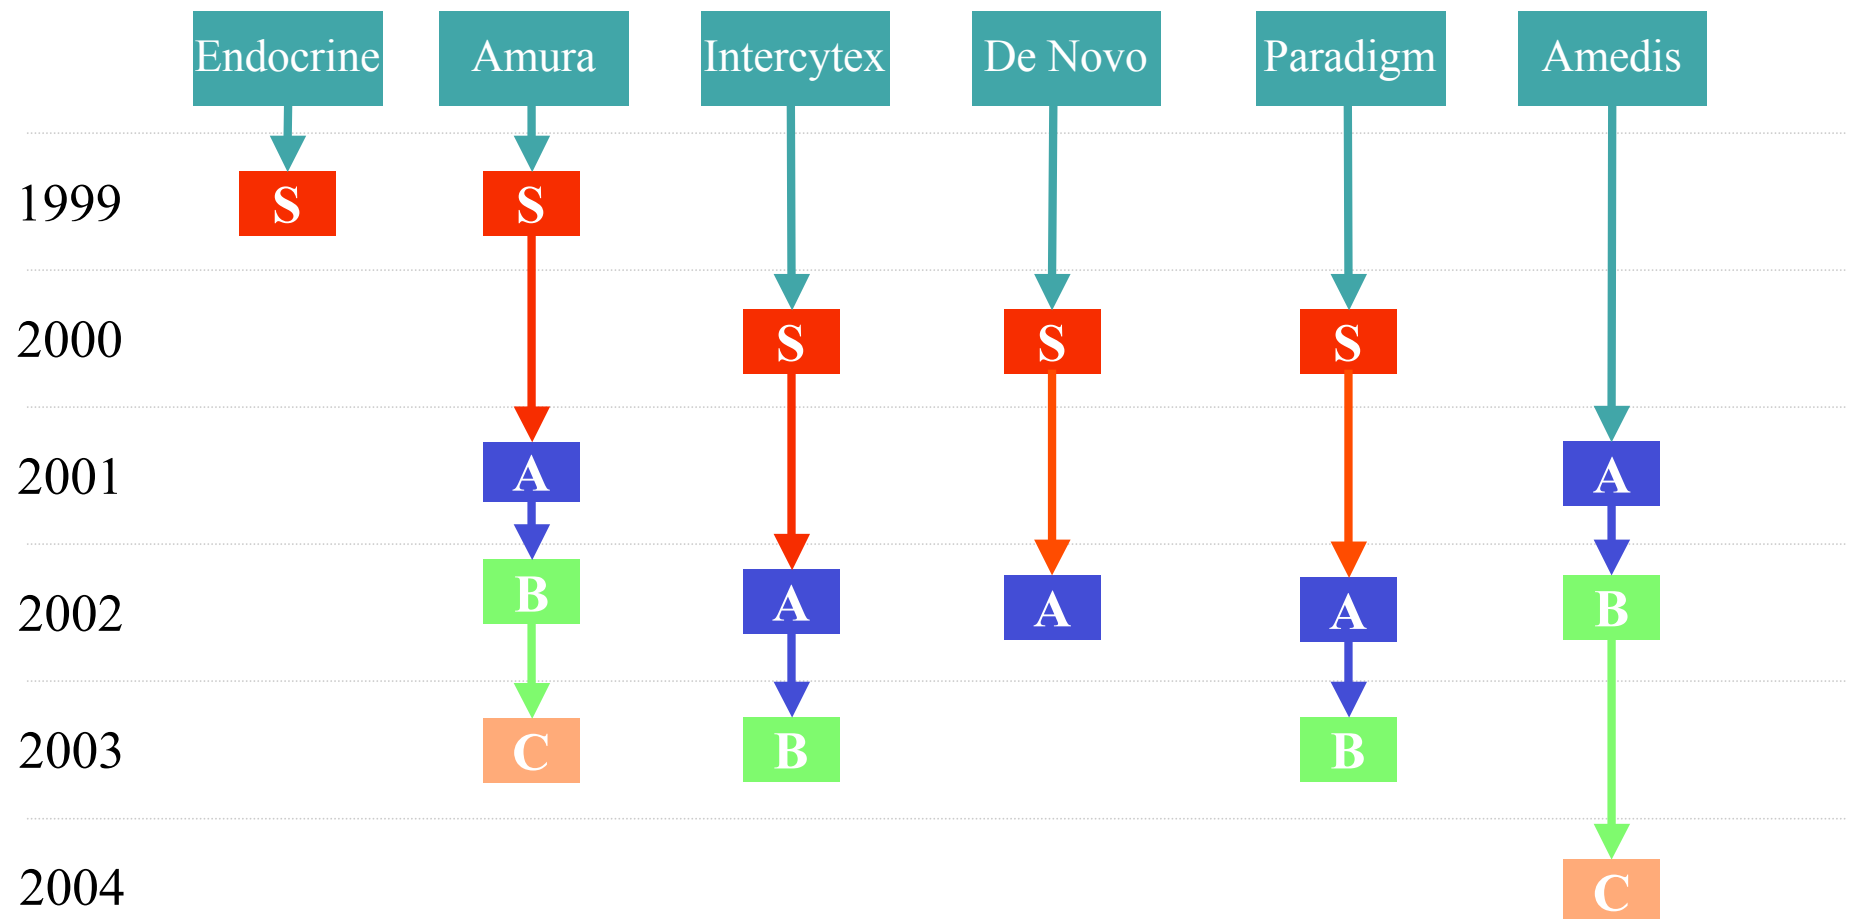 Endocrine Amura Intercytex De Novo Paradigm Amedis
1999 S S
2000 S S S
2001 A A
2002 B A A A B
2003 C B B
2004 C